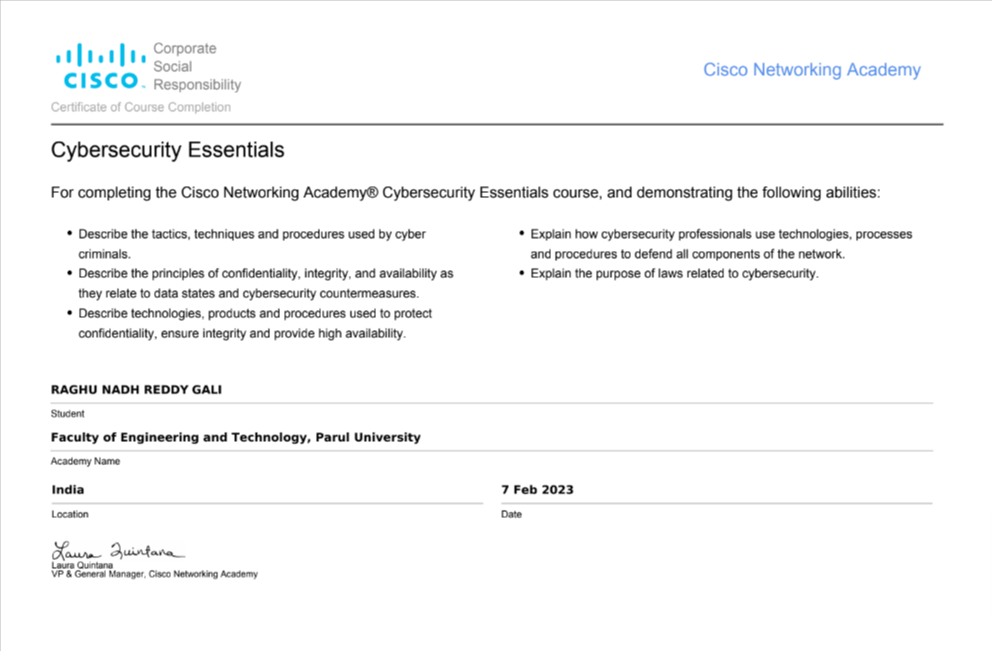 Corporate
Social
Responsibility
CISCO™
Cisco Networking Academy
Certificate of Course Completion
Cybersecurity Essentials
For completing the Cisco Networking Academy® Cybersecurity Essentials course, and demonstrating the following abilities:
• Describe the tactics, techniques and procedures used by cyber
criminals.
• Describe the principles of confidentiality, integrity, and availability as
they relate to data states and cybersecurity countermeasures.
• Describe technologies, products and procedures used to protect
confidentiality, ensure integrity and provide high availability.
• Explain how cybersecurity professionals use technologies, processes
and procedures to defend all components of the network.
• Explain the purpose of laws related to cybersecurity.
RAGHU NADH REDDY GALI
Student
Faculty of Engineering and Technology, Parul University
Academy Name
India
Location
7 Feb 2023
Date
Laura Quintana
Laura Quintana
VP & General Manager, Cisco Networking Academy